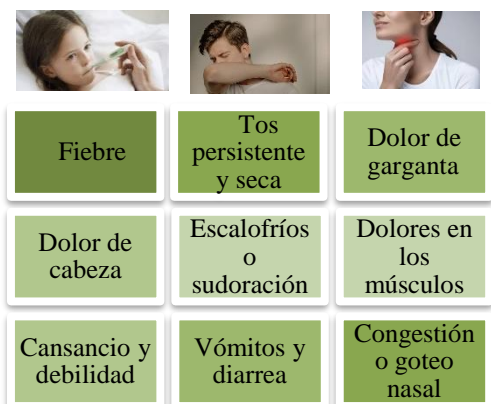 Fiebre
Tos
persistente
y seca
Dolor de
garganta
Dolor de
cabeza
Escalofríos
o
sudoración
Dolores en
los
músculos
Cansancio y
debilidad
Vómitos y
diarrea
Congestión
o goteo
nasal